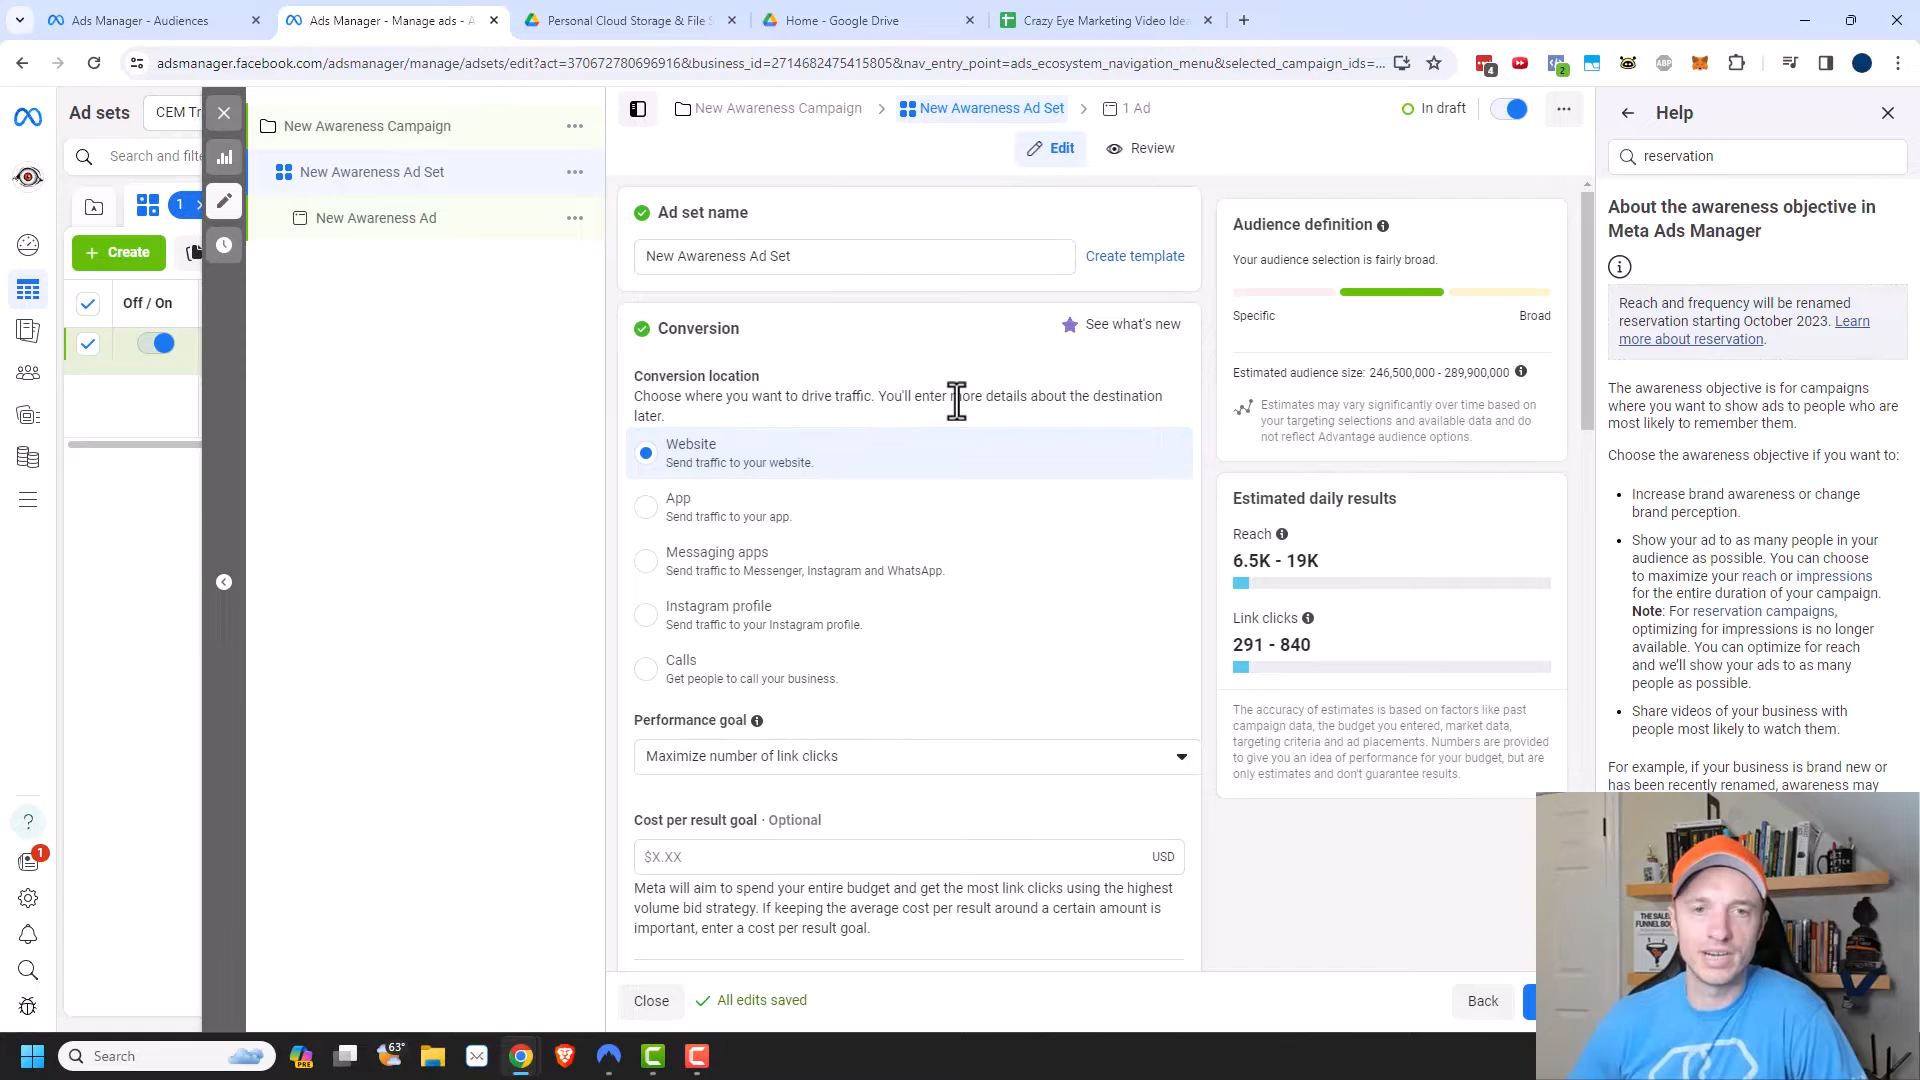 Ads Manager - Audiences
Ads Manager - Manage ads - A
Personal Cloud Storage & File S
Home - Google Drive
Crazy Eye Marketing Video Idea
adsmanager.facebook.com/adsmanager/manage/adsets/edit?act=370672780696916&business_id=2714682475415805&nav_entry_point=ads_ecosystem_navigation_menu&selected_campaign_ids=...
4
2
Ad sets
CEM Tr
Search and filte
1
+ Create
Off / On
New Awareness Campaign
New Awareness Ad Set
New Awareness Ad
New Awareness Campaign
New Awareness Ad Set
1 Ad
In draft
Edit
Review
Ad set name
New Awareness Ad Set
Create template
Conversion
See what's new
Conversion location
Choose where you want to drive traffic. You'll enter more details about the destination
later.
Website
Send traffic to your website.
App
Send traffic to your app.
Messaging apps
Send traffic to Messenger, Instagram and WhatsApp.
Instagram profile
Send traffic to your Instagram profile.
Calls
Get people to call your business.
Performance goal
Maximize number of link clicks
Cost per result goal · Optional
$X.XX
USD
Meta will aim to spend your entire budget and get the most link clicks using the highest
volume bid strategy. If keeping the average cost per result around a certain amount is
important, enter a cost per result goal.
Close
All edits saved
Back
Audience definition
Your audience selection is fairly broad.
Specific
Broad
Estimated audience size: 246,500,000 - 289,900,000
Estimates may vary significantly over time based on
your targeting selections and available data and do
not reflect Advantage audience options.
Estimated daily results
Reach
6.5K - 19K
Link clicks
291 - 840
The accuracy of estimates is based on factors like past
campaign data, the budget you entered, market data,
targeting criteria and ad placements. Numbers are provided
to give you an idea of performance for your budget, but are
only estimates and don't guarantee results.
Help
reservation
About the awareness objective in
Meta Ads Manager
Reach and frequency will be renamed
reservation starting October 2023. Learn
more about reservation.
The awareness objective is for campaigns
where you want to show ads to people who are
most likely to remember them.
Choose the awareness objective if you want to:
• Increase brand awareness or change
brand perception.
• Show your ad to as many people in your
audience as possible. You can choose
to maximize your reach or impressions
for the entire duration of your campaign.
Note: For reservation campaigns,
optimizing for impressions is no longer
available. You can optimize for reach
and we'll show your ads to as many
people as possible.
• Share videos of your business with
people most likely to watch them.
For example, if your business is brand new or
has been recently renamed, awareness may
THE SALES
FUNNEL BOOK
1
Search
PRE
63°